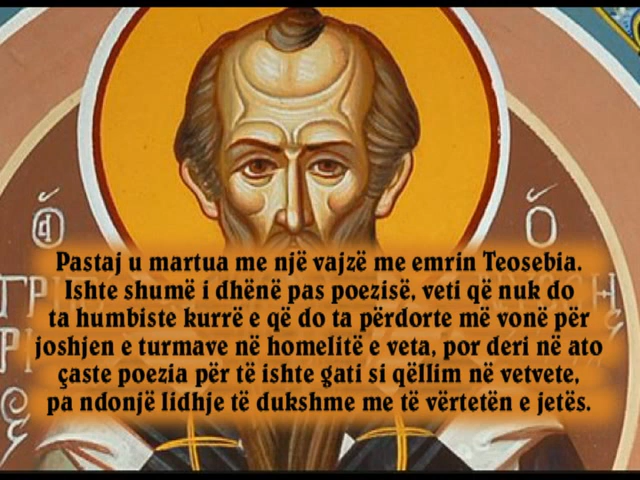 Pastaj u martua me një vajzë me emrin Teosebia.
Ishte shumë i dhënë pas poezisë, veti që nuk do
ta humbiste kurrë e që do ta përdorte më vonë për
joshjen e turmave në homelitë e veta, por deri në ato
çaste poezia për të ishte gati si qëllim në vetvete,
pa ndonjë lidhje të dukshme me të vërtetën e jetës.